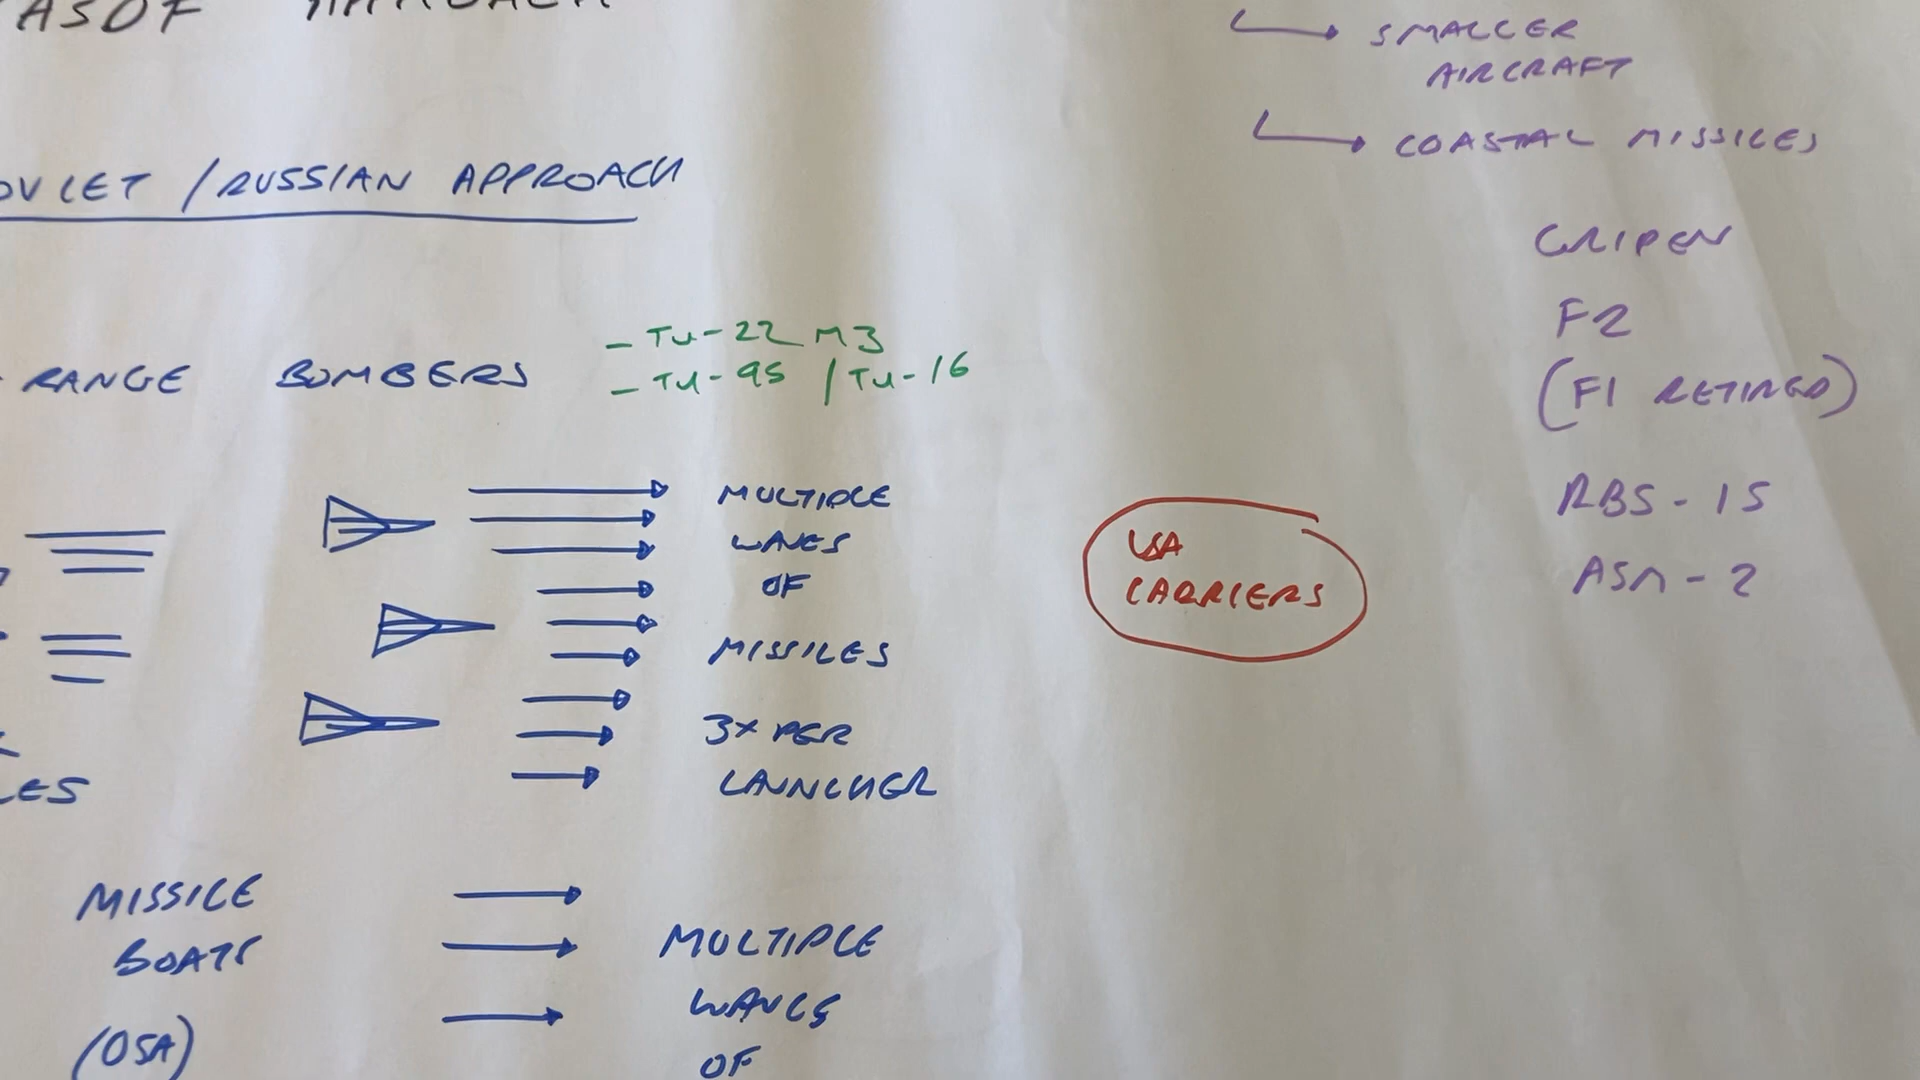 APPROACH
SMALLER
AIRCRAFT
COASTAL MISSILES
/RUSSIAN APPROACH
GRIPEN
F2
(F1 RETIRED)
RBS-15
ASM-2
RANGE BOMBERS
- Tu-22 M3
- Tu-95 / Tu-16
MULTIPLE
WAVES
OF
MISSILES
3X PER
LAUNCHER
USA
CARRIERS
LES
MISSILE
BOATS
(OSA)
MULTIPLE
WAVES
OF